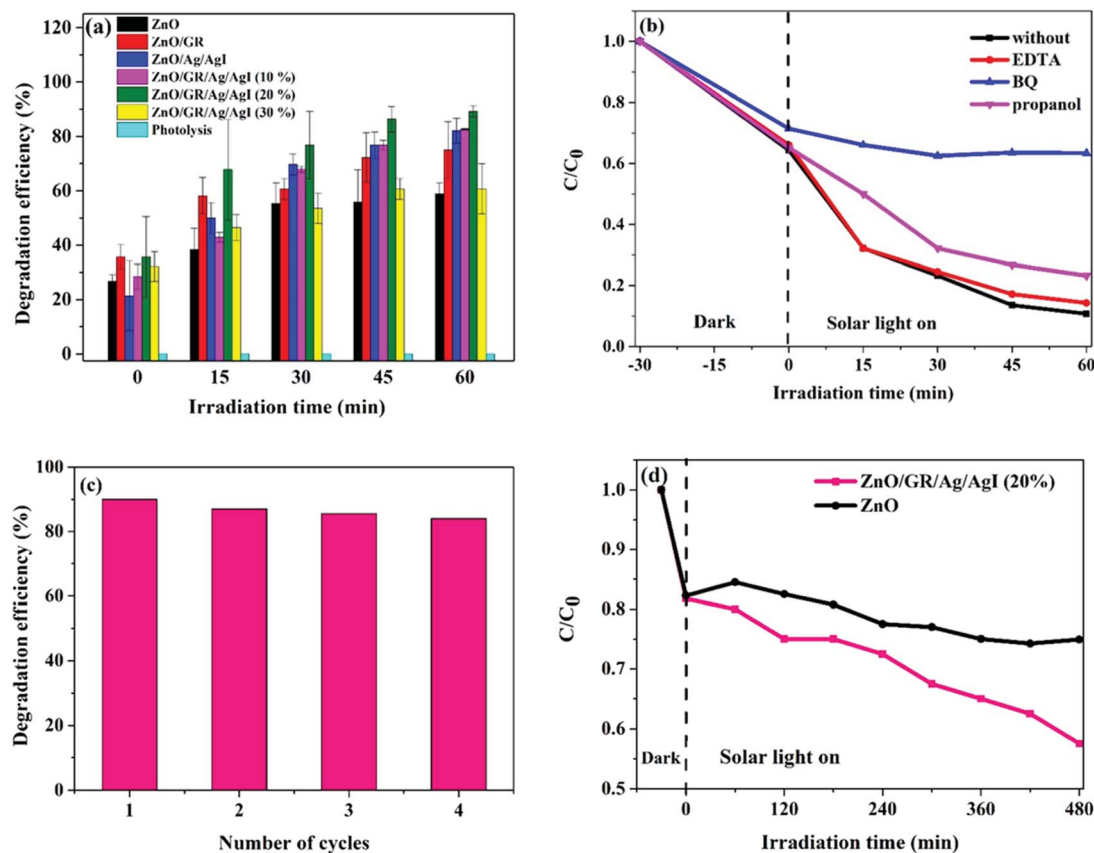 (a)
ZnO
ZnO/GR
ZnO/Ag/AgI
ZnO/GR/Ag/AgI (10 %)
ZnO/GR/Ag/AgI (20 %)
ZnO/GR/Ag/AgI (30 %)
Photolysis
Degradation efficiency (%)
120
100
80
60
40
20
0
0 15 30 45 60
Irradiation time (min)
(b)
without
EDTA
BQ
propanol
C/C0
1.0
0.8
0.6
0.4
0.2
0.0
Dark Solar light on
-30 -15 0 15 30 45 60
Irradiation time (min)
(c)
Degradation efficiency (%)
100
80
60
40
20
0
1 2 3 4
Number of cycles
(d)
ZnO/GR/Ag/AgI (20%)
ZnO
C/C0
1.0
0.9
0.8
0.7
0.6
0.5
Dark Solar light on
0 120 240 360 480
Irradiation time (min)